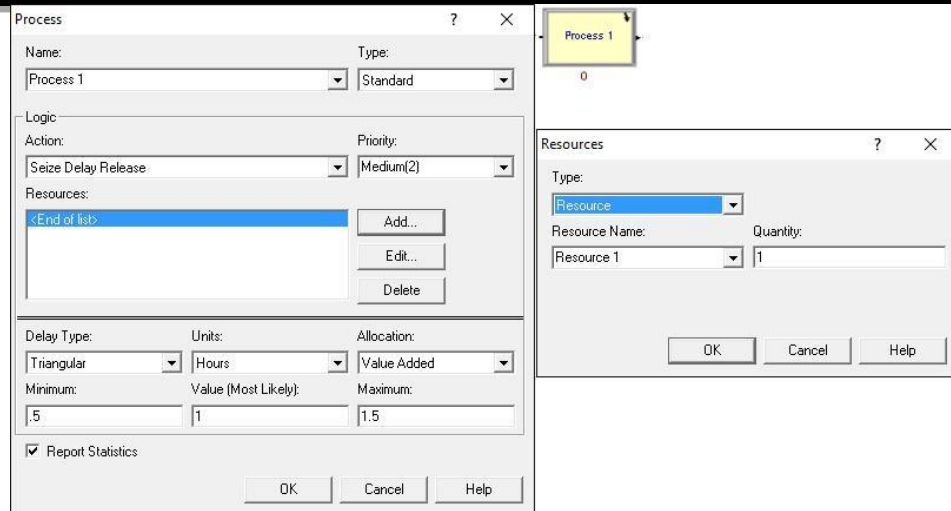 Process ? ×
Name: Type:
Process 1 Standard
Logic
Action: Priority:
Seize Delay Release Medium(2)
Resources:
<End of list>
Add...
Edit...
Delete
Delay Type: Units: Allocation:
Triangular Hours Value Added
Minimum: Value (Most Likely): Maximum:
.5 1 1.5
Report Statistics
OK Cancel Help
Process 1
0
Resources ? ×
Type:
Resource
Resource Name: Quantity:
Resource 1 1
OK Cancel Help